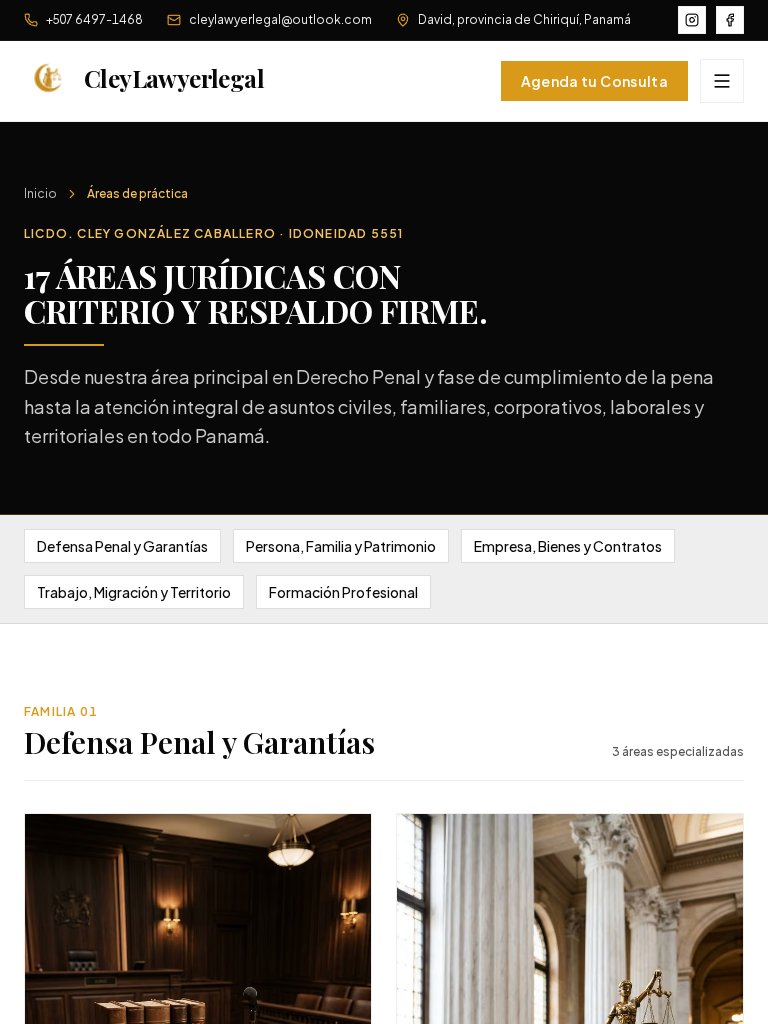 +507 6497-1468
cleylawyerlegal@outlook.com
David, provincia de Chiriquí, Panamá
CleyLawyerlegal
Agenda tu Consulta
Inicio
Áreas de práctica
LICDO. CLEY GONZÁLEZ CABALLERO · IDONEIDAD 5551
17 ÁREAS JURÍDICAS CON
CRITERIO Y RESPALDO FIRME.
Desde nuestra área principal en Derecho Penal y fase de cumplimiento de la pena
hasta la atención integral de asuntos civiles, familiares, corporativos, laborales y
territoriales en todo Panamá.
Defensa Penal y Garantías
Persona, Familia y Patrimonio
Empresa, Bienes y Contratos
Trabajo, Migración y Territorio
Formación Profesional
FAMILIA 01
Defensa Penal y Garantías
3 áreas especializadas